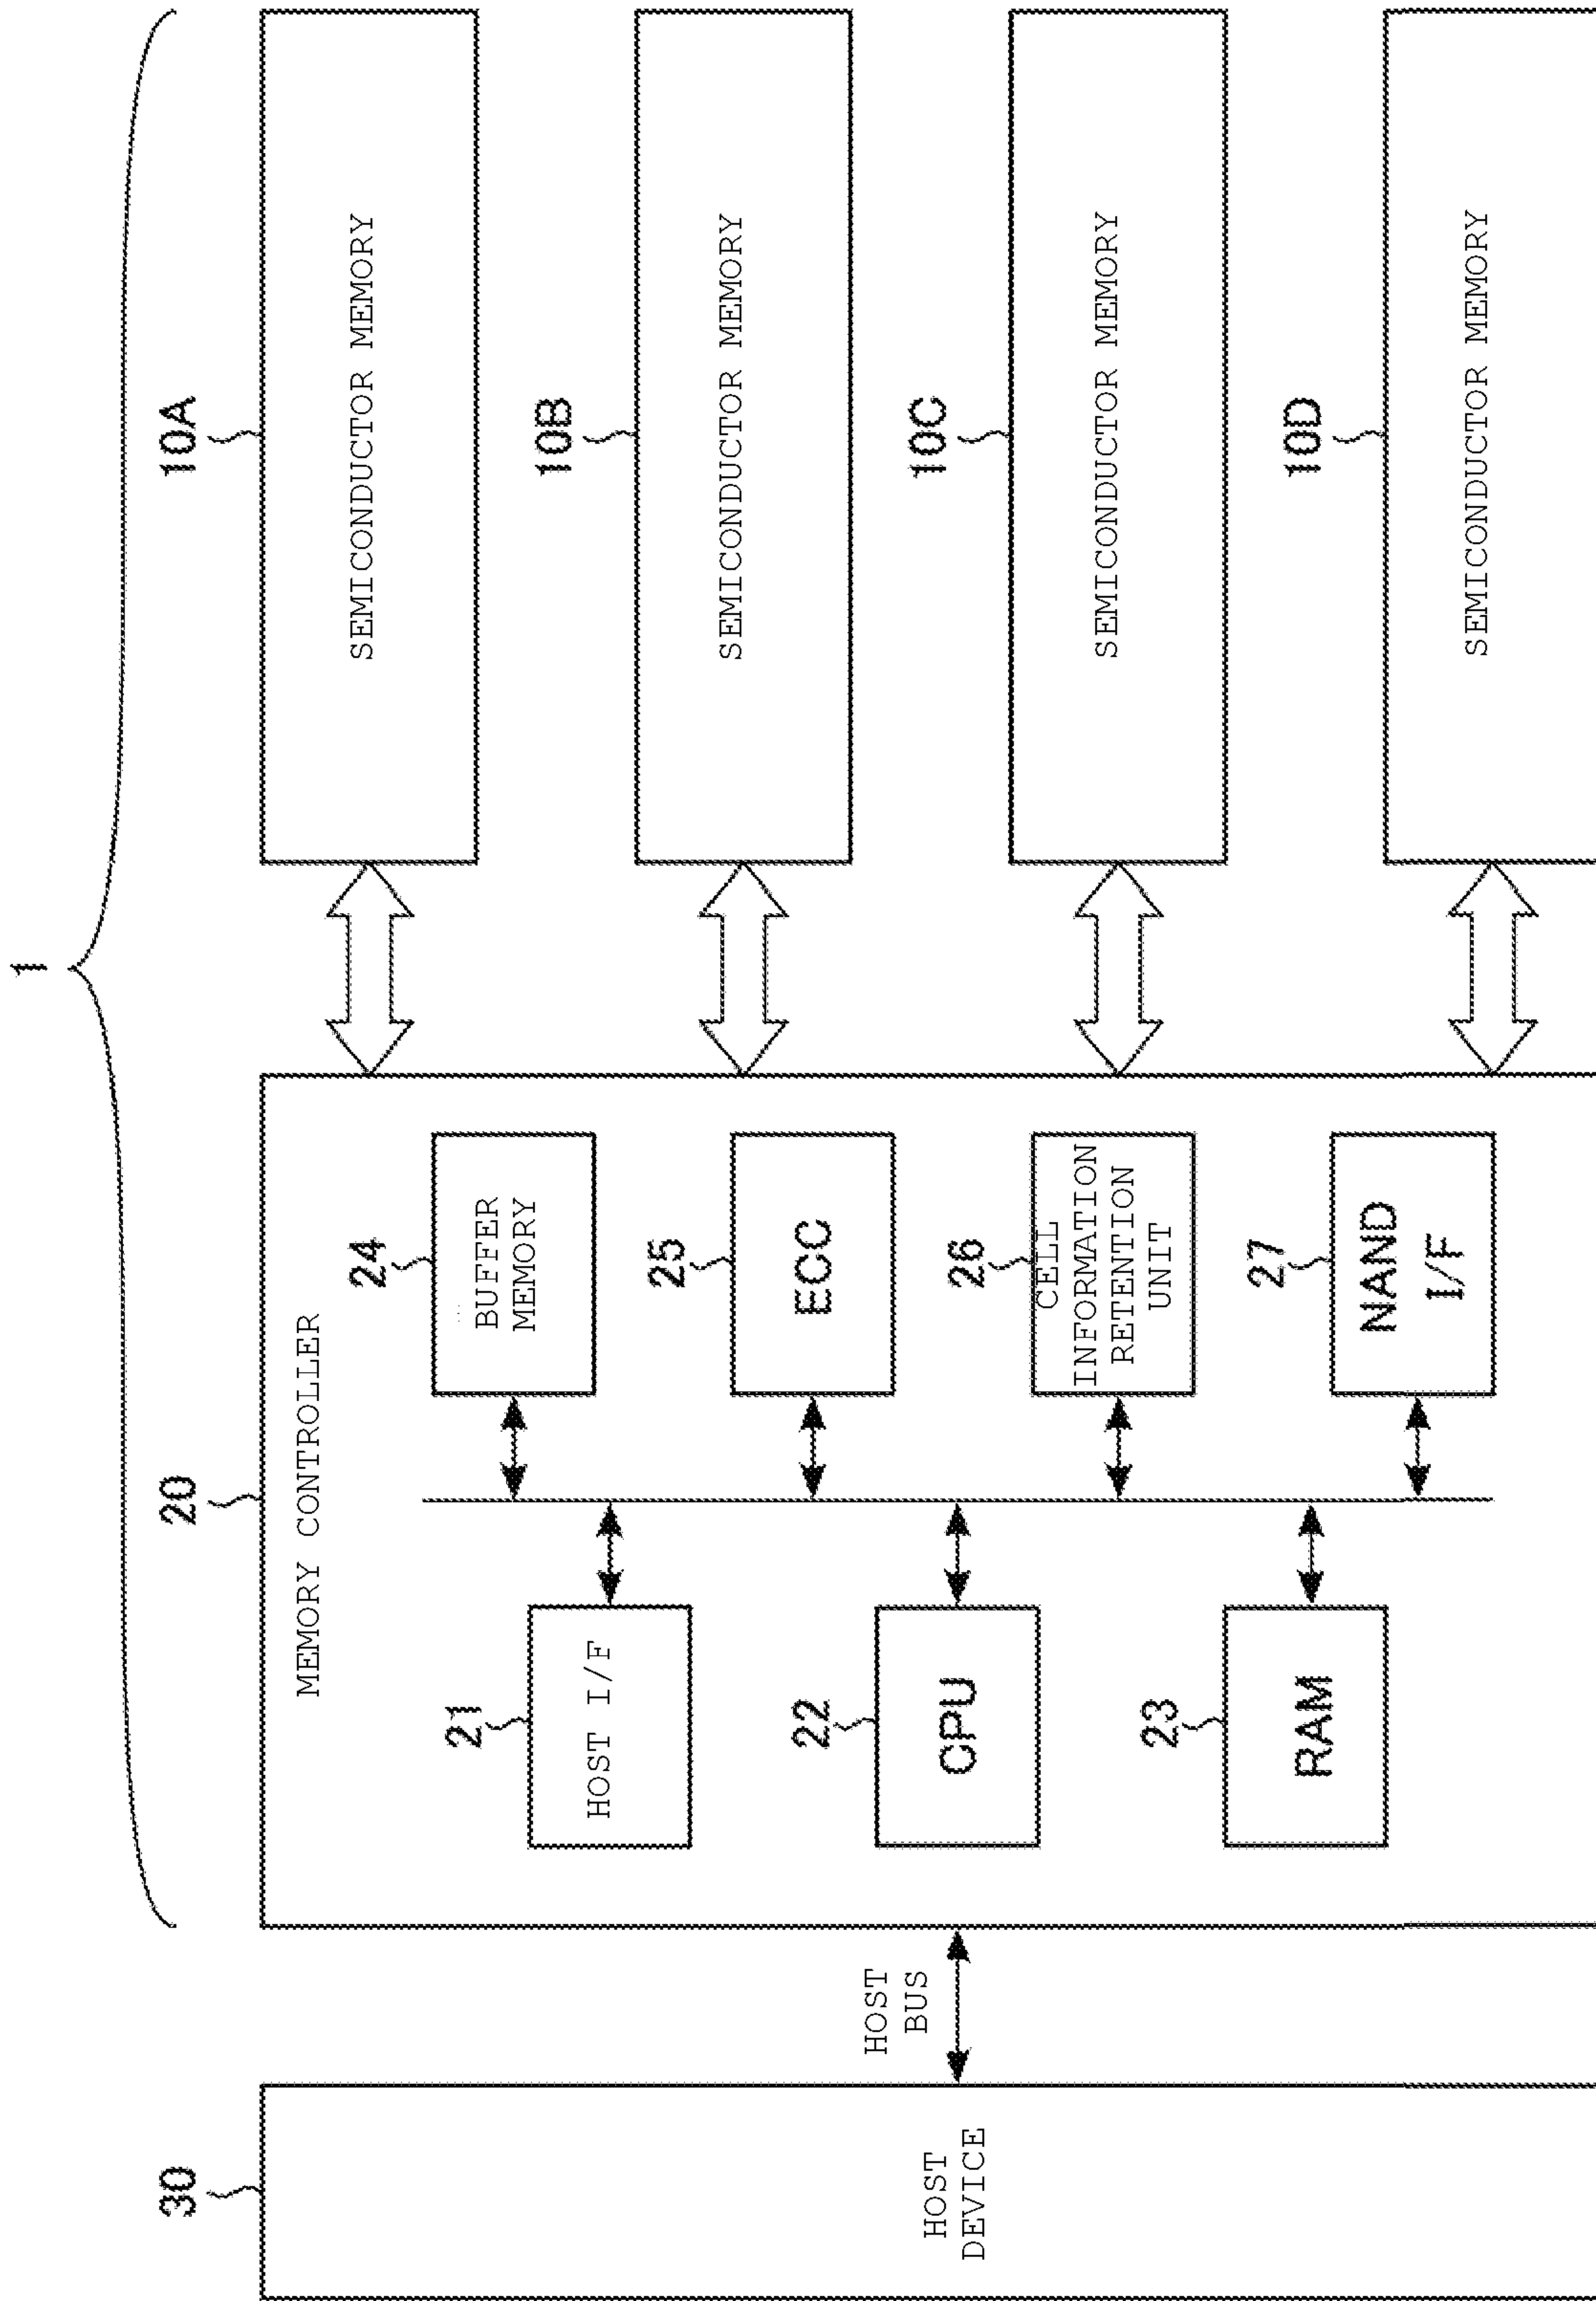 1
30
HOST
DEVICE
HOST
BUS
20
MEMORY CONTROLLER
21
HOST I/F
22
CPU
23
RAM
24
BUFFER
MEMORY
25
ECC
26
CELL
INFORMATION
RETENTION
UNIT
27
NAND
I/F
10A
SEMICONDUCTOR MEMORY
10B
SEMICONDUCTOR MEMORY
10C
SEMICONDUCTOR MEMORY
10D
SEMICONDUCTOR MEMORY